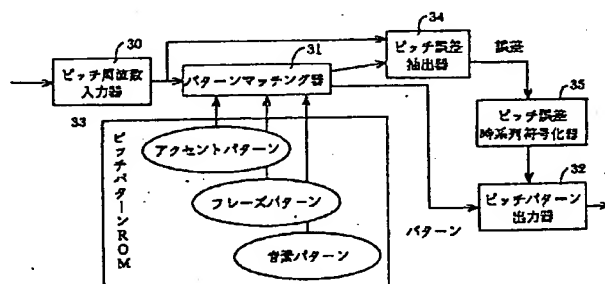 30
ピッチ周波数
入力器
31
パターンマッチング器
34
ピッチ誤差
抽出器
誤差
35
ピッチ誤差
時系列符号化器
32
ピッチパターン
出力器
パターン
33
ピッチパターンROM
アクセントパターン
フレーズパターン
音素パターン